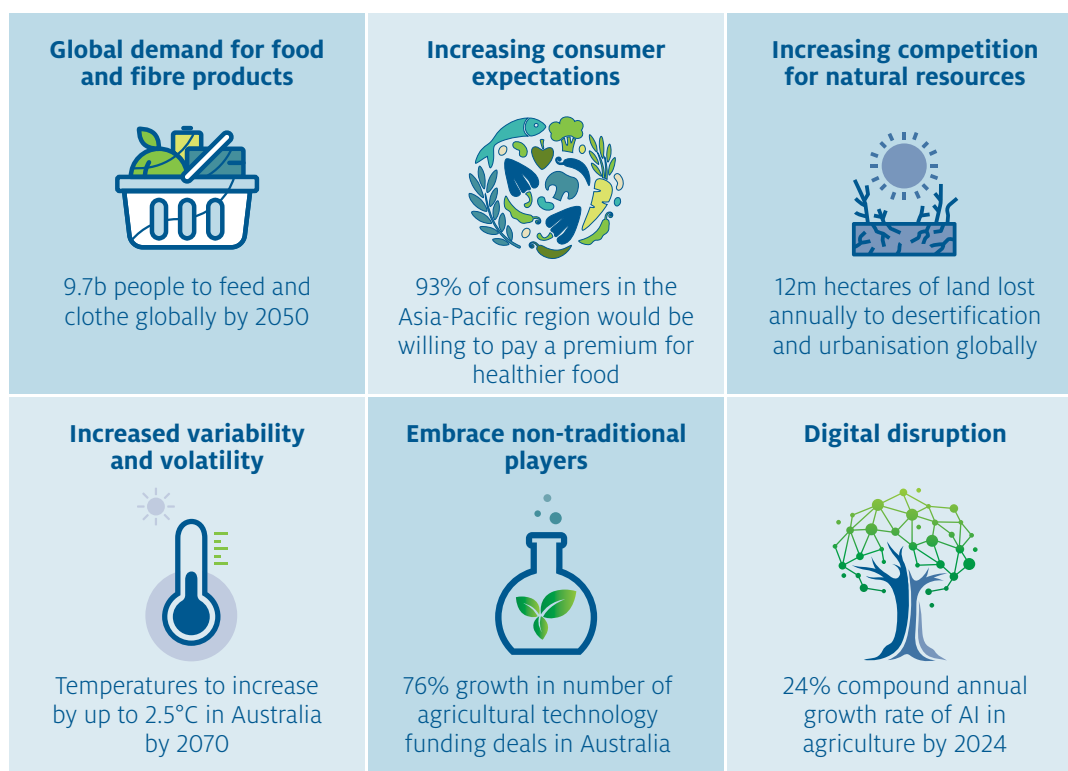 Global demand for food
and fibre products
9.7b people to feed and
clothe globally by 2050
Increasing consumer
expectations
93% of consumers in the
Asia-Pacific region would be
willing to pay a premium for
healthier food
Increasing competition
for natural resources
12m hectares of land lost
annually to desertification
and urbanisation globally
Increased variability
and volatility
Temperatures to increase
by up to 2.5°C in Australia
by 2070
Embrace non-traditional
players
76% growth in number of
agricultural technology
funding deals in Australia
Digital disruption
24% compound annual
growth rate of AI in
agriculture by 2024